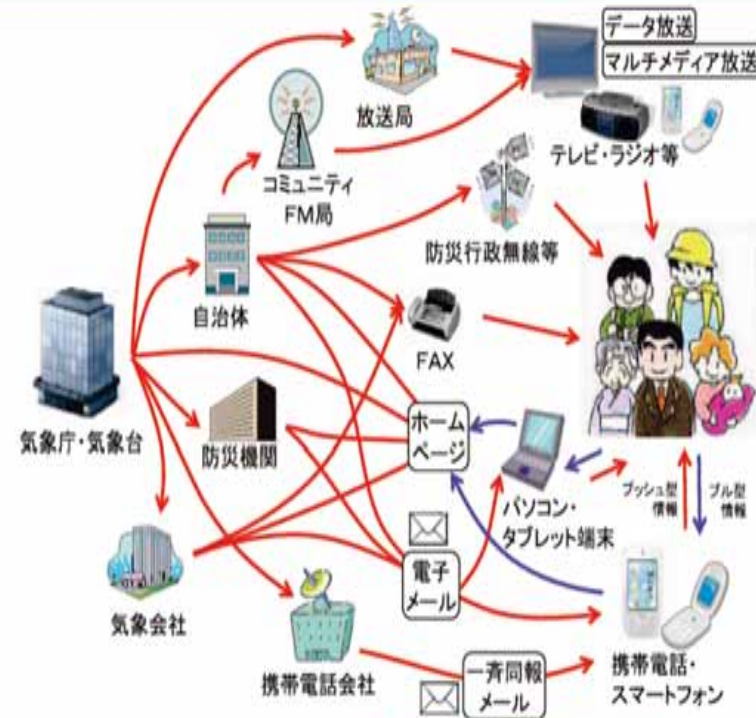 データ放送
マルチメディア放送
放送局
テレビ・ラジオ等
コミュニティ
FM局
防災行政無線等
自治体
FAX
気象庁・気象台
防災機関
ホーム
ページ
パソコン・
タブレット端末
プッシュ型
情報
プル型
情報
電子
メール
気象会社
携帯電話会社
一斉同報
メール
携帯電話・
スマートフォン